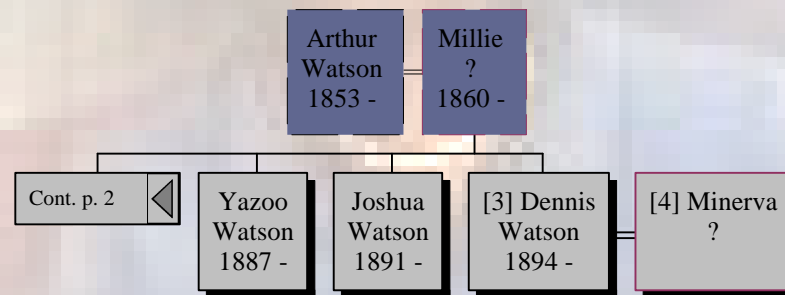 Arthur
Watson
1853 -
Millie
?
1860 -
Cont. p. 2
Yazoo
Watson
1887 -
Joshua
Watson
1891 -
[3] Dennis
Watson
1894 -
[4] Minerva
?